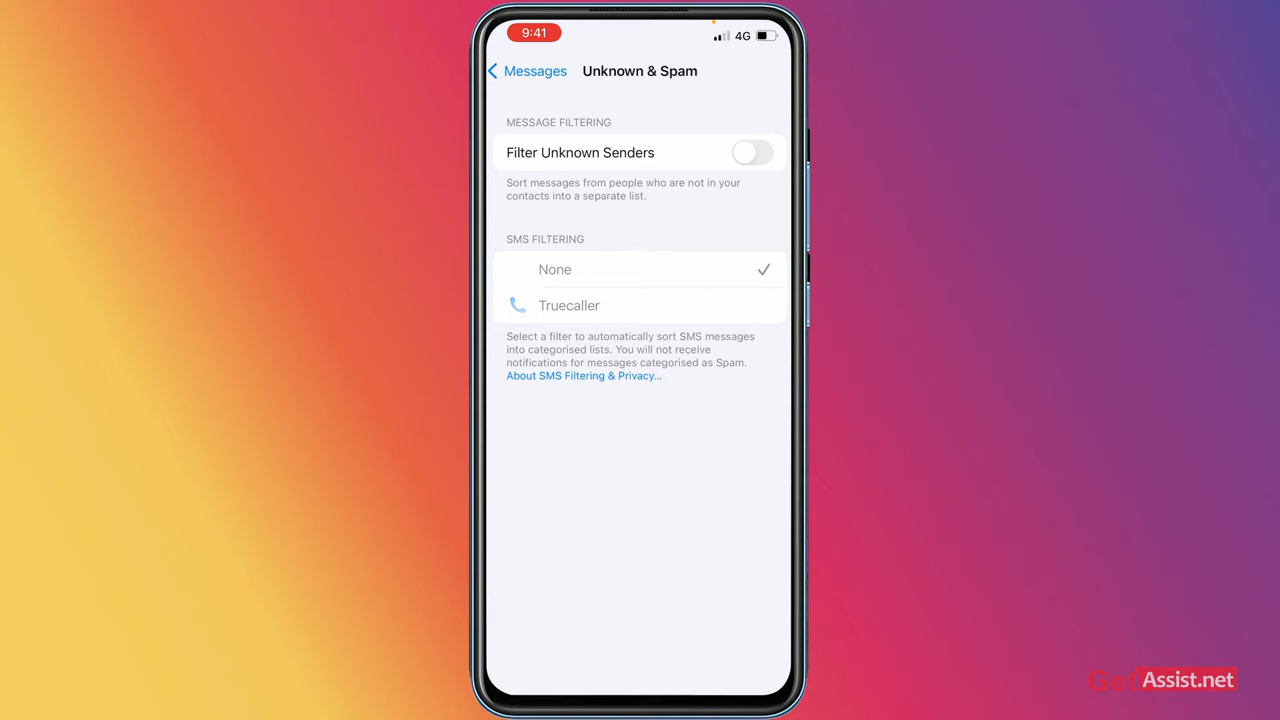 9:41
4G
Messages
Unknown & Spam
MESSAGE FILTERING
Filter Unknown Senders
Sort messages from people who are not in your
contacts into a separate list.
SMS FILTERING
None
Truecaller
Select a filter to automatically sort SMS messages
into categorised lists. You will not receive
notifications for messages categorised as Spam.
About SMS Filtering & Privacy...
GetAssist.net